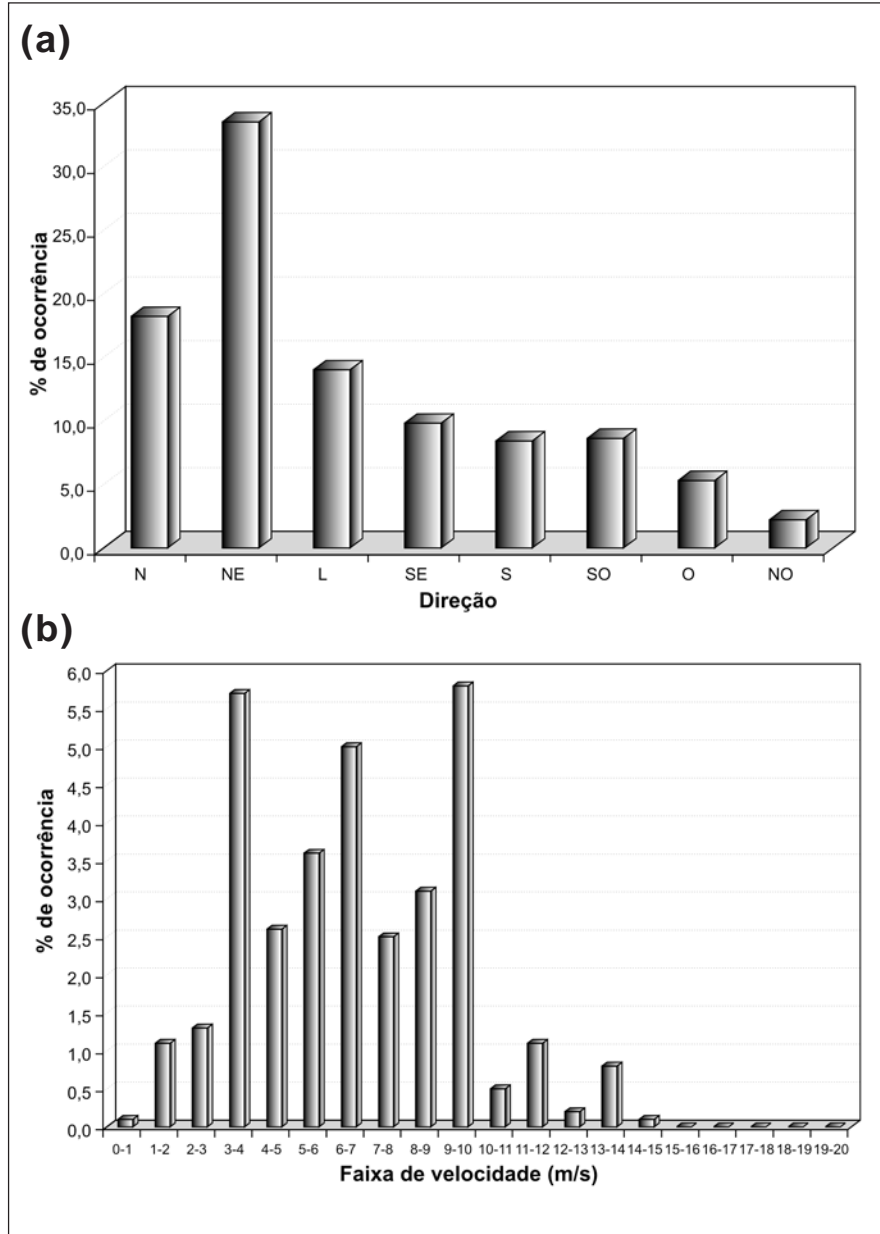 (a)
% de ocorrência
35,0
30,0
25,0
20,0
15,0
10,0
5,0
0,0
N NE L SE S SO O NO
Direção
(b)
% de ocorrência
6,0
5,5
5,0
4,5
4,0
3,5
3,0
2,5
2,0
1,5
1,0
0,5
0,0
0-1 1-2 2-3 3-4 4-5 5-6 6-7 7-8 8-9 9-10 10-11 11-12 12-13 13-14 14-15 15-16 16-17 17-18 18-19 19-20
Faixa de velocidade (m/s)